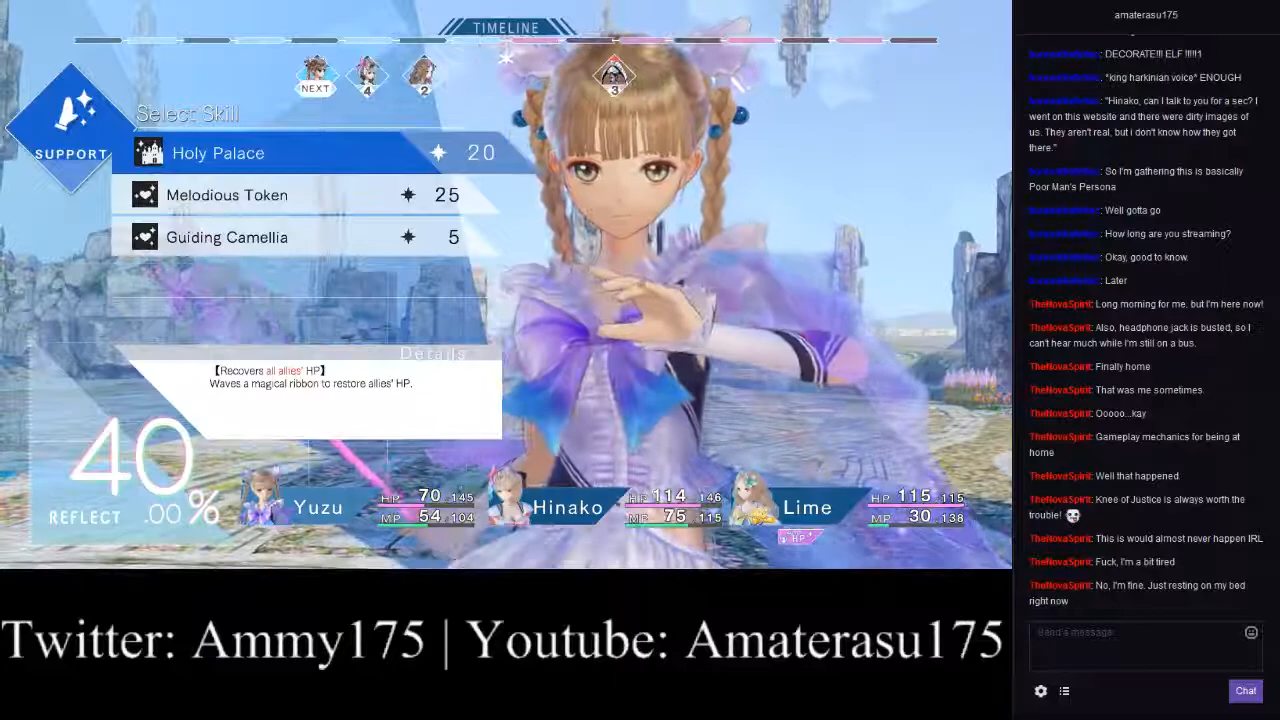 TIMELINE
NEXT
4
2
3
Select Skill
SUPPORT
Holy Palace 20
Melodious Token 25
Guiding Camellia 5
Details
【Recovers all allies' HP】
Waves a magical ribbon to restore allies' HP.
40
REFLECT .00%
Yuzu
HP 70 145
MP 54 104
Hinako
HP 114 146
MP 75 115
Lime
HP 115 115
MP 30 138
HP
Twitter: Ammy175 | Youtube: Amaterasu175
amaterasu175
: DECORATE!!! ELF !!!!!1
: *king harkinian voice* ENOUGH
: "Hinako, can I talk to you for a sec? I
went on this website and there were dirty images of
us. They aren't real, but i don't know how they got
there."
: So I'm gathering this is basically
Poor Man's Persona
: Well gotta go
: How long are you streaming?
: Okay, good to know.
: Later
TheNovaSpirit: Long morning for me, but I'm here now!
TheNovaSpirit: Also, headphone jack is busted, so I
can't hear much while I'm still on a bus.
TheNovaSpirit: Finally home
TheNovaSpirit: That was me sometimes.
TheNovaSpirit: Ooooo...kay
TheNovaSpirit: Gameplay mechanics for being at
home
TheNovaSpirit: Well that happened
TheNovaSpirit: Knee of Justice is always worth the
trouble!
TheNovaSpirit: This is would almost never happen IRL
TheNovaSpirit: Fuck, I'm a bit tired
TheNovaSpirit: No, I'm fine. Just resting on my bed
right now
Send a message
Chat